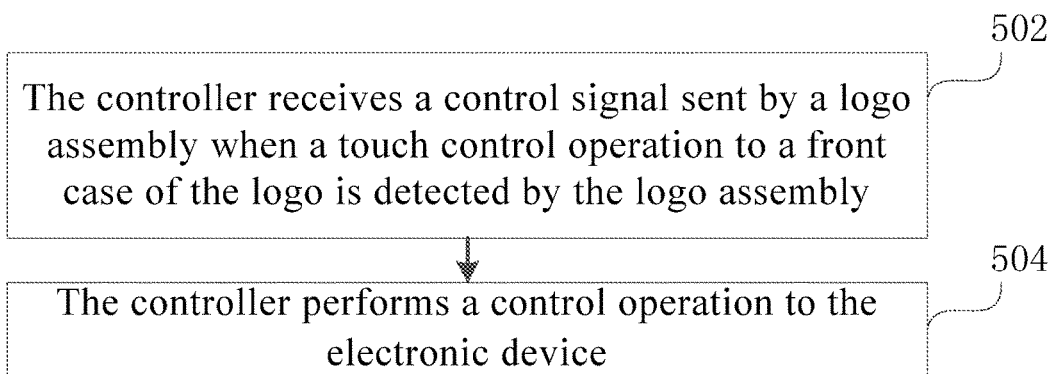 502
The controller receives a control signal sent by a logo
assembly when a touch control operation to a front
case of the logo is detected by the logo assembly
504
The controller performs a control operation to the
electronic device